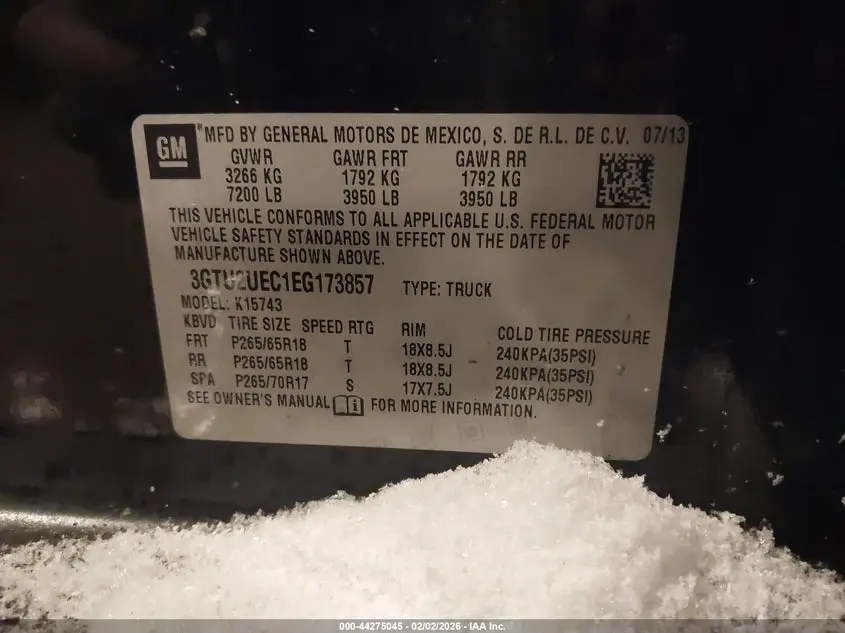 GM ® MFD BY GENERAL MOTORS DE MEXICO, S. DE R.L. DE C.V. 07/13
GVWR GAWR FRT GAWR RR
3266 KG 1792 KG 1792 KG
7200 LB 3950 LB 3950 LB
THIS VEHICLE CONFORMS TO ALL APPLICABLE U.S. FEDERAL MOTOR
VEHICLE SAFETY STANDARDS IN EFFECT ON THE DATE OF
MANUFACTURE SHOWN ABOVE.
3GTU2UEC1EG173857 TYPE: TRUCK
MODEL: K15743
KBVD TIRE SIZE SPEED RTG RIM COLD TIRE PRESSURE
FRT P265/65R18 T 18X8.5J 240KPA(35PSI)
RR P265/65R18 T 18X8.5J 240KPA(35PSI)
SPA P265/70R17 S 17X7.5J 240KPA(35PSI)
SEE OWNER'S MANUAL FOR MORE INFORMATION.
000-44275045 - 02/02/2026 - IAA Inc.